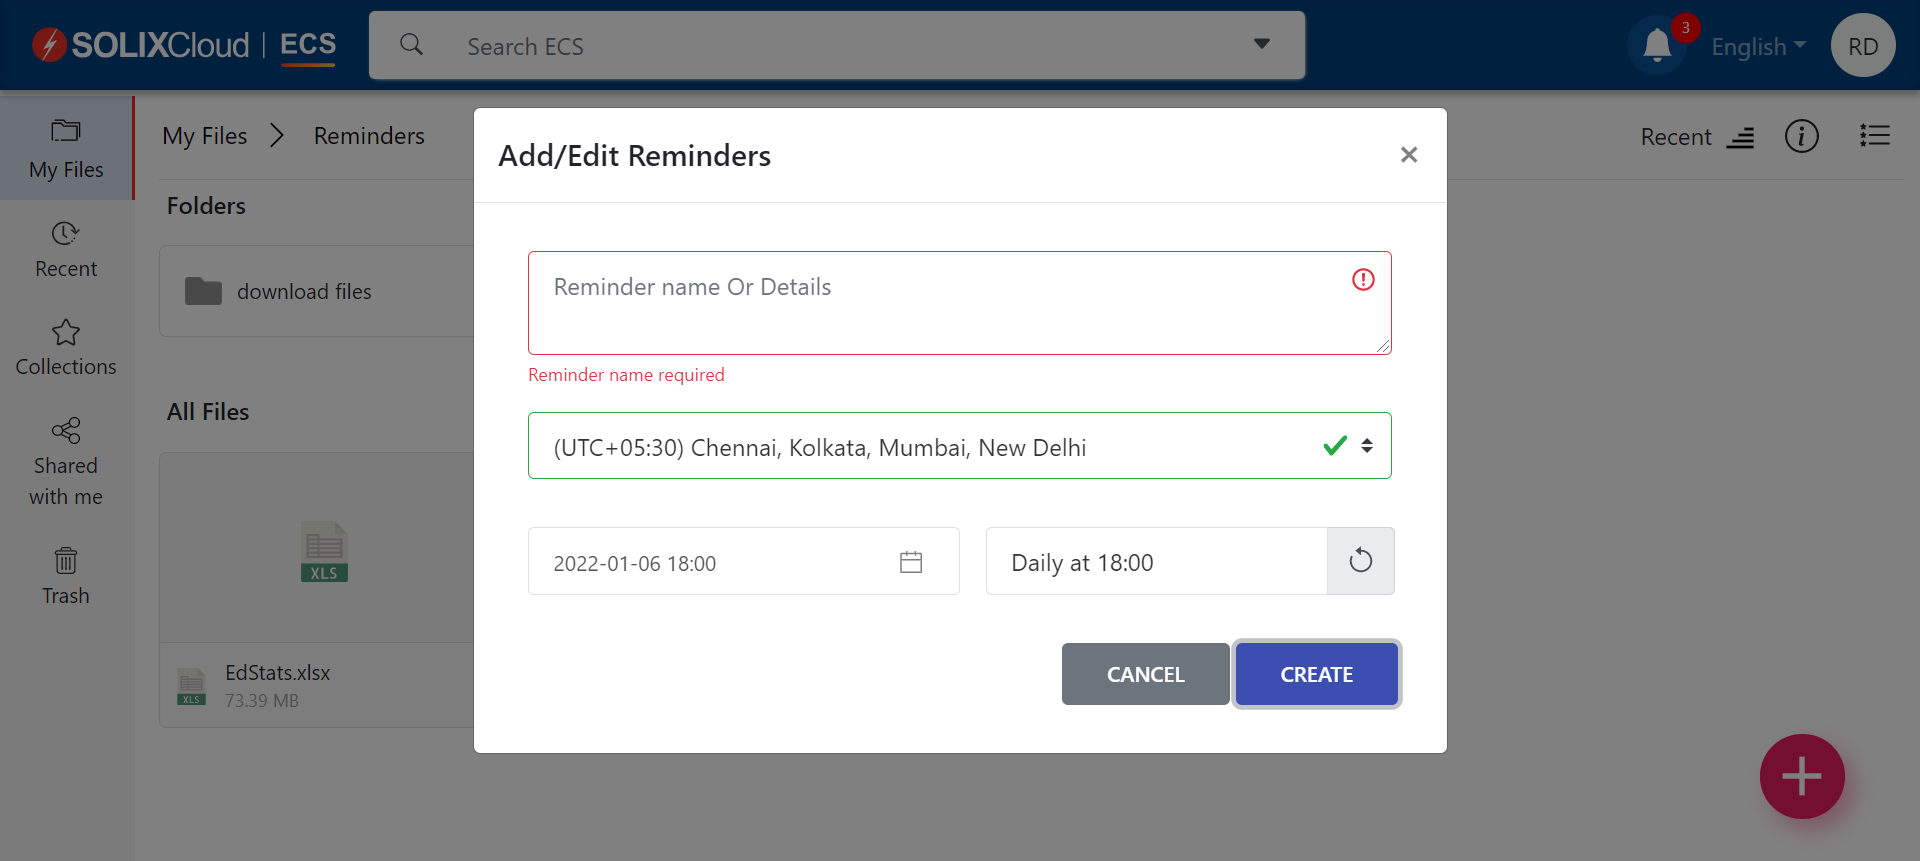 SOLIXCloud | ECS
Search ECS
3
English
RD
My Files
Recent
Collections
Shared
with me
Trash
My Files
Reminders
Recent
Folders
download files
All Files
XLS
XLS
EdStats.xlsx
73.39 MB
Add/Edit Reminders
Reminder name Or Details
Reminder name required
(UTC+05:30) Chennai, Kolkata, Mumbai, New Delhi
2022-01-06 18:00
Daily at 18:00
CANCEL
CREATE